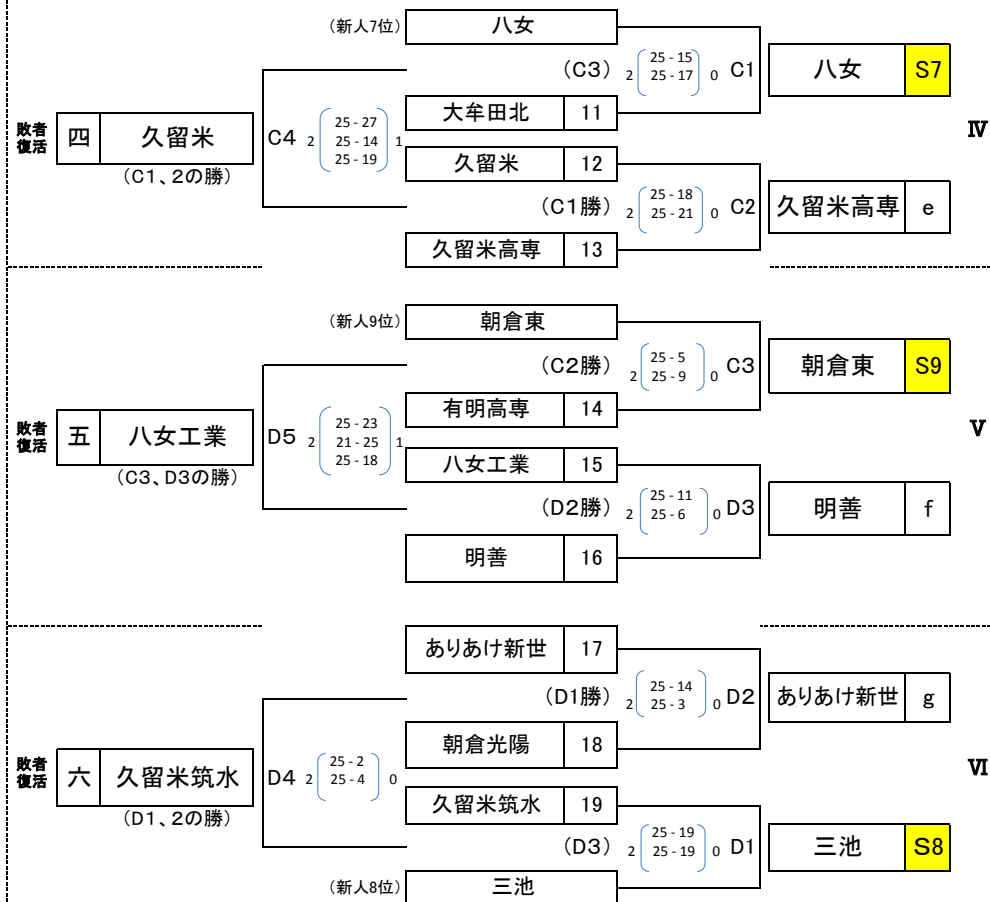 (新人7位) 八女
(C3) 2 25 - 15 0 C1 八女 S7
25 - 17
大牟田北 11
敗者復活 四 久留米 C4 2 25 - 27 1
25 - 14
25 - 19
(C1、2の勝)
Ⅳ
久留米 12
(C1勝) 2 25 - 18 0 C2 久留米高専 e
25 - 21
久留米高専 13
(新人9位) 朝倉東
(C2勝) 2 25 - 5 0 C3 朝倉東 S9
25 - 9
有明高専 14
敗者復活 五 八女工業 D5 2 25 - 23 1
21 - 25
25 - 18
(C3、D3の勝)
Ⅴ
八女工業 15
(D2勝) 2 25 - 11 0 D3 明善 f
25 - 6
明善 16
ありあけ新世 17
(D1勝) 2 25 - 14 0 D2 ありあけ新世 g
25 - 3
朝倉光陽 18
敗者復活 六 久留米筑水 D4 2 25 - 2 0
25 - 4
(D1、2の勝)
Ⅵ
久留米筑水 19
(D3) 2 25 - 19 0 D1 三池 S8
25 - 19
(新人8位) 三池